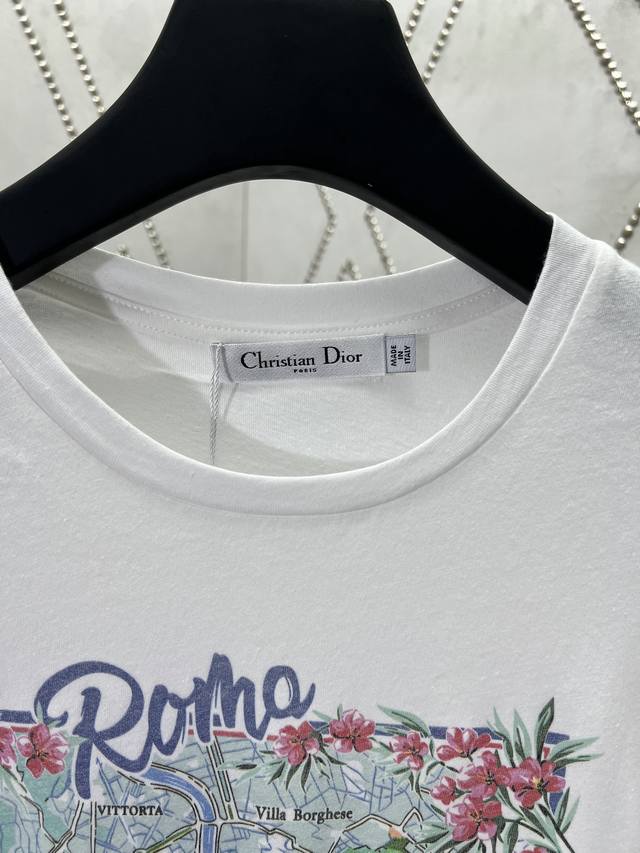 Christian Dior
PARIS
MADE
IN
ITALY
Roma
VITTORTA
Villa Borghese